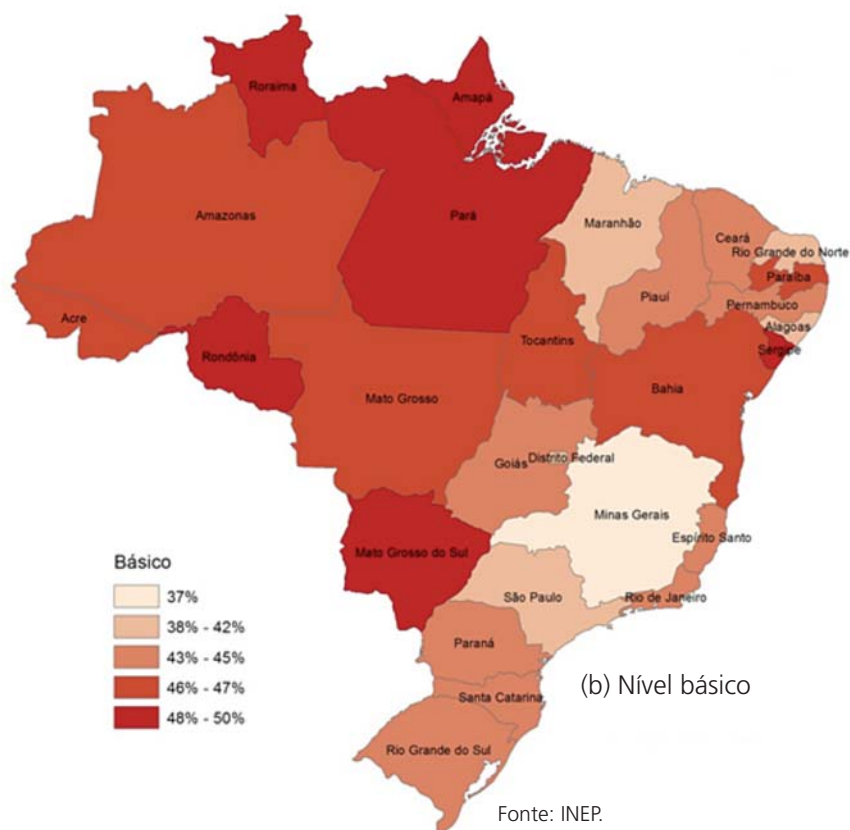 Roraima
Amapá
Amazonas
Pará
Maranhão
Ceará
Rio Grande do Norte
Paraíba
Piauí
Pernambuco
Acre
Alagoas
Rondônia
Tocantins
Sergipe
Mato Grosso
Bahia
Goiás
Distrito Federal
Minas Gerais
Espírito Santo
Mato Grosso do Sul
São Paulo
Rio de Janeiro
Paraná
Santa Catarina
Rio Grande do Sul
Básico
37%
38% - 42%
43% - 45%
46% - 47%
48% - 50%
(b) Nível básico
Fonte: INEP.